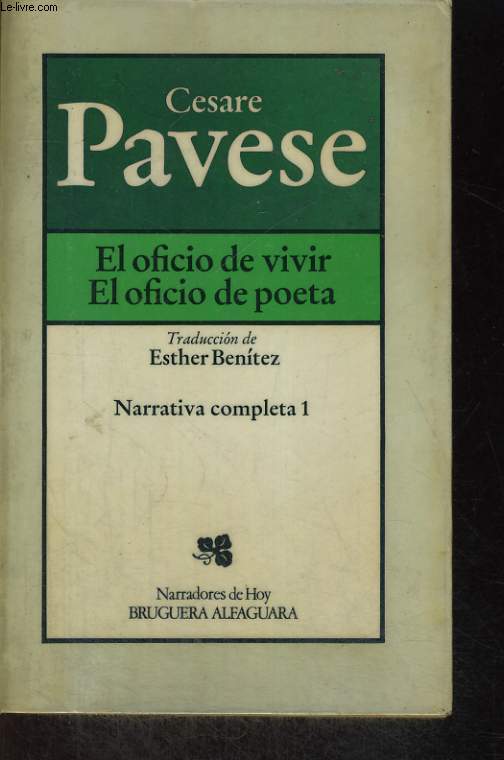 © Le-livre.com
Cesare
Pavese
El oficio de vivir
El oficio de poeta
Traducción de
Esther Benítez
Narrativa completa 1
Narradores de Hoy
BRUGUERA ALFAGUARA